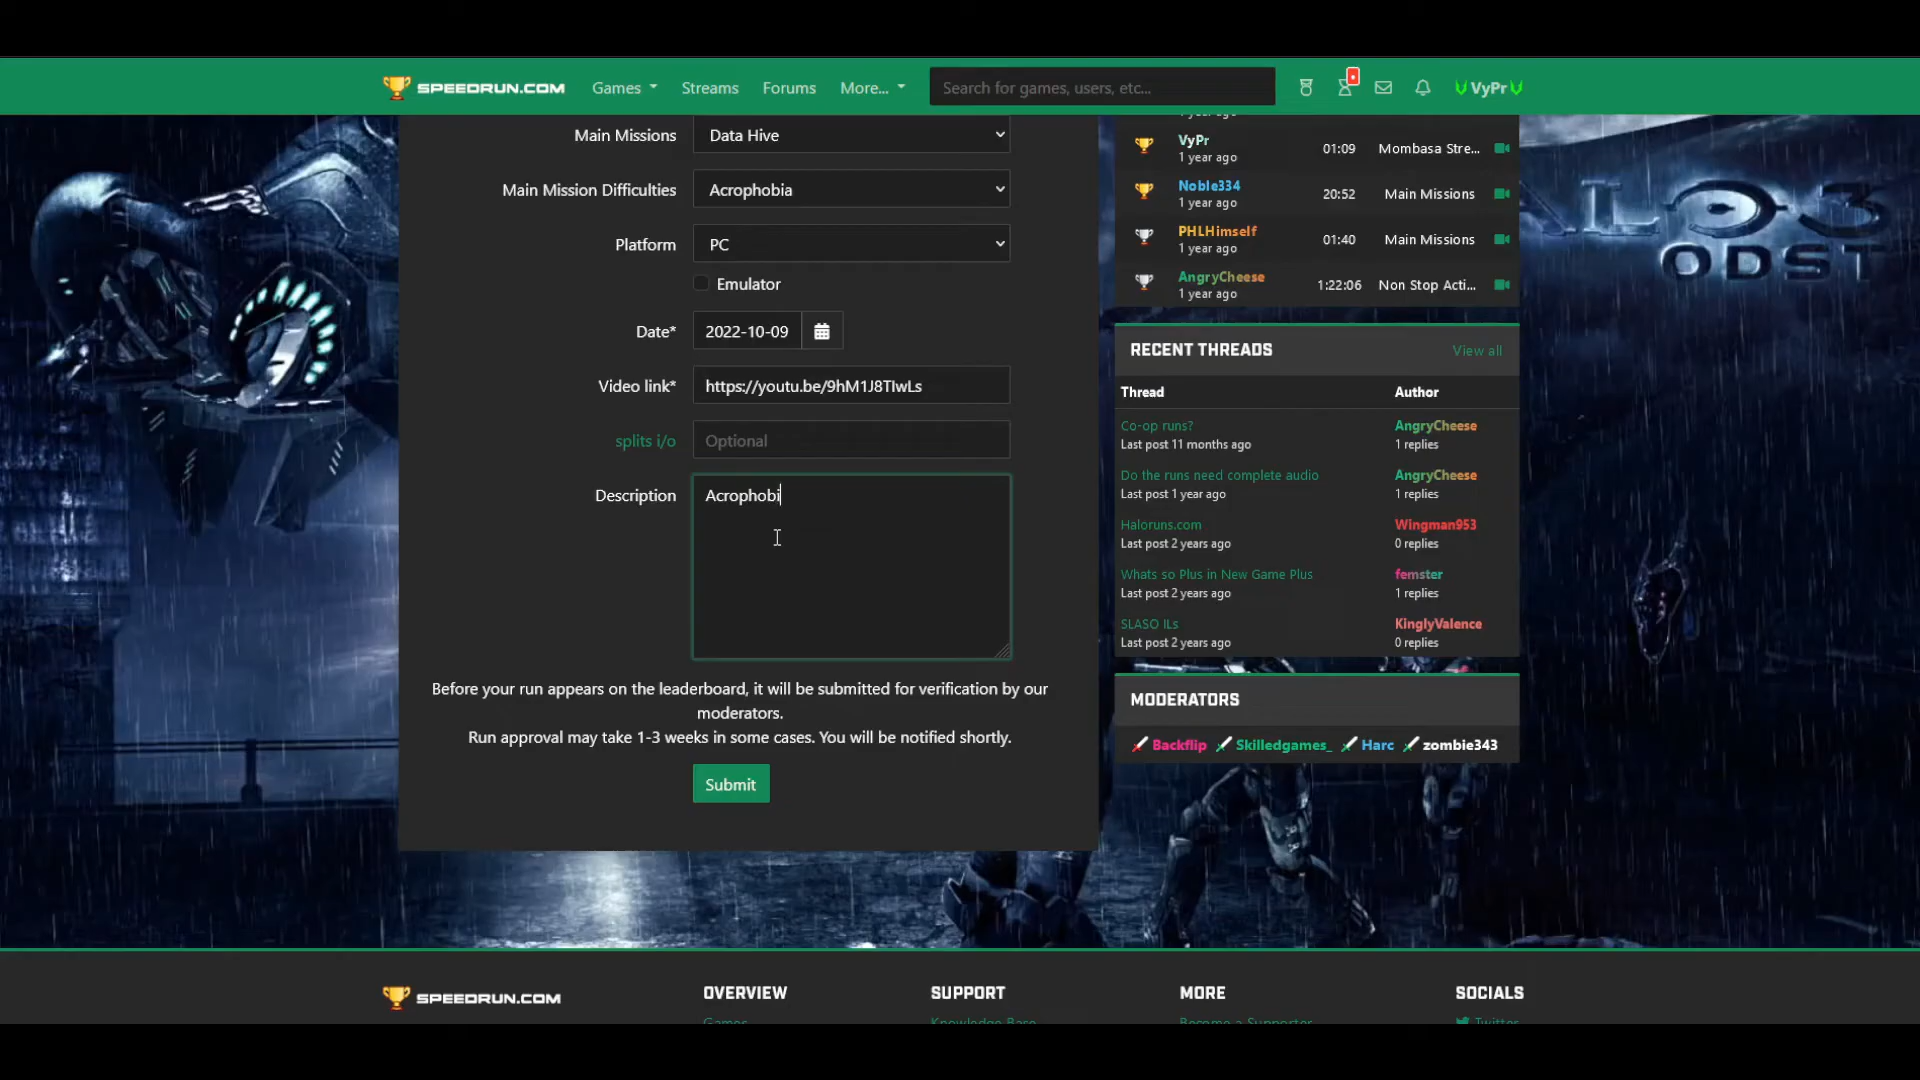 SPEEDRUN.COM Games Streams Forums More... Search for games, users, etc... VyPr
Main Missions Data Hive
Main Mission Difficulties Acrophobia
Platform PC
Emulator
Date* 2022-10-09
Video link* https://youtu.be/9hM1J8TIwLs
splits i/o Optional
Description Acrophobi
Before your run appears on the leaderboard, it will be submitted for verification by our
moderators.
Run approval may take 1-3 weeks in some cases. You will be notified shortly.
Submit
VyPr 01:09 Mombasa Stre...
1 year ago
Noble334 20:52 Main Missions
1 year ago
PHLHimself 01:40 Main Missions
1 year ago
AngryCheese 1:22:06 Non Stop Acti...
1 year ago
RECENT THREADS View all
Thread Author
Co-op runs? AngryCheese
Last post 11 months ago 1 replies
Do the runs need complete audio AngryCheese
Last post 1 year ago 1 replies
Haloruns.com Wingman953
Last post 2 years ago 0 replies
Whats so Plus in New Game Plus femster
Last post 2 years ago 1 replies
SLASO ILs KinglyValence
Last post 2 years ago 0 replies
MODERATORS
Backflip Skilledgames_ Harc zombie343
ALO 3
ODST
SPEEDRUN.COM OVERVIEW SUPPORT MORE SOCIALS
Games Knowledge Base Become a Supporter Twitter